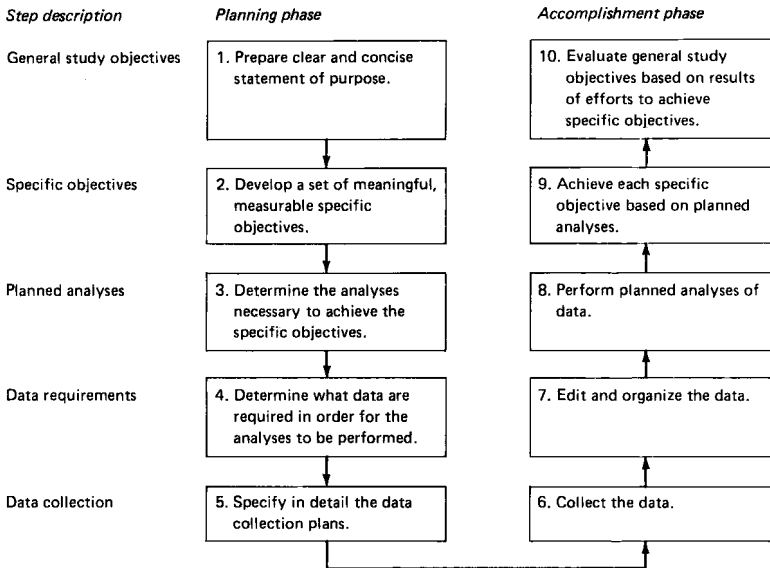 Step description
Planning phase
Accomplishment phase
General study objectives
1. Prepare clear and concise
statement of purpose.
10. Evaluate general study
objectives based on results
of efforts to achieve
specific objectives.
Specific objectives
2. Develop a set of meaningful,
measurable specific
objectives.
9. Achieve each specific
objective based on planned
analyses.
Planned analyses
3. Determine the analyses
necessary to achieve the
specific objectives.
8. Perform planned analyses of
data.
Data requirements
4. Determine what data are
required in order for the
analyses to be performed.
7. Edit and organize the data.
Data collection
5. Specify in detail the data
collection plans.
6. Collect the data.